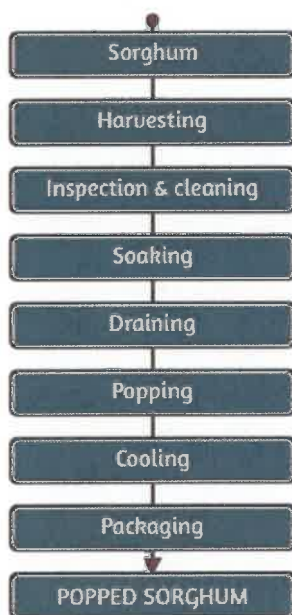 Sorghum
Harvesting
Inspection & cleaning
Soaking
Draining
Popping
Cooling
Packaging
POPPED SORGHUM